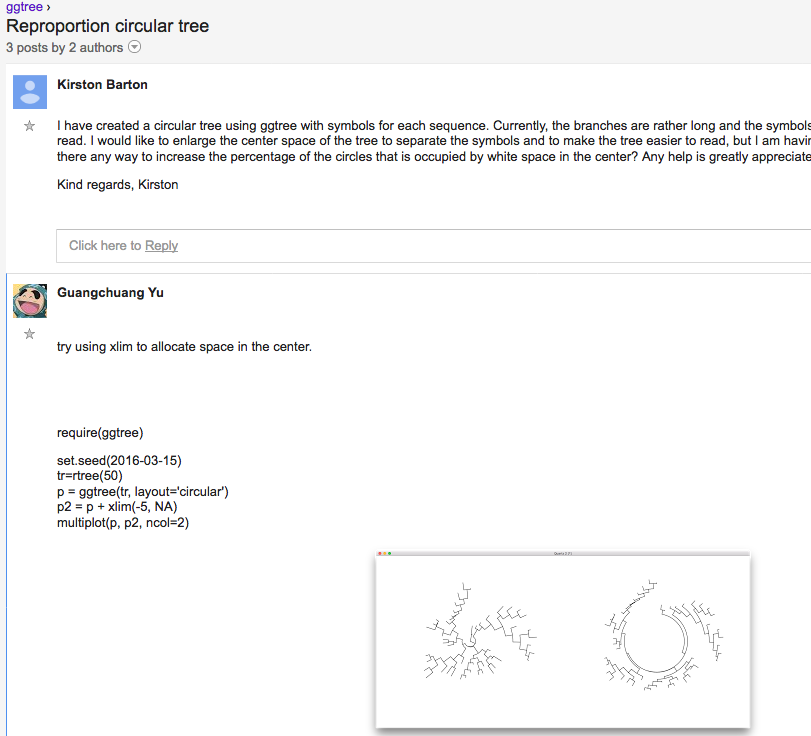 ggtree ›
Reproportion circular tree
3 posts by 2 authors
Kirston Barton
I have created a circular tree using ggtree with symbols for each sequence. Currently, the branches are rather long and the symbols
read. I would like to enlarge the center space of the tree to separate the symbols and to make the tree easier to read, but I am havin
there any way to increase the percentage of the circles that is occupied by white space in the center? Any help is greatly appreciate
Kind regards, Kirston
Click here to Reply
Guangchuang Yu
try using xlim to allocate space in the center.
require(ggtree)
set.seed(2016-03-15)
tr=rtree(50)
p = ggtree(tr, layout='circular')
p2 = p + xlim(-5, NA)
multiplot(p, p2, ncol=2)